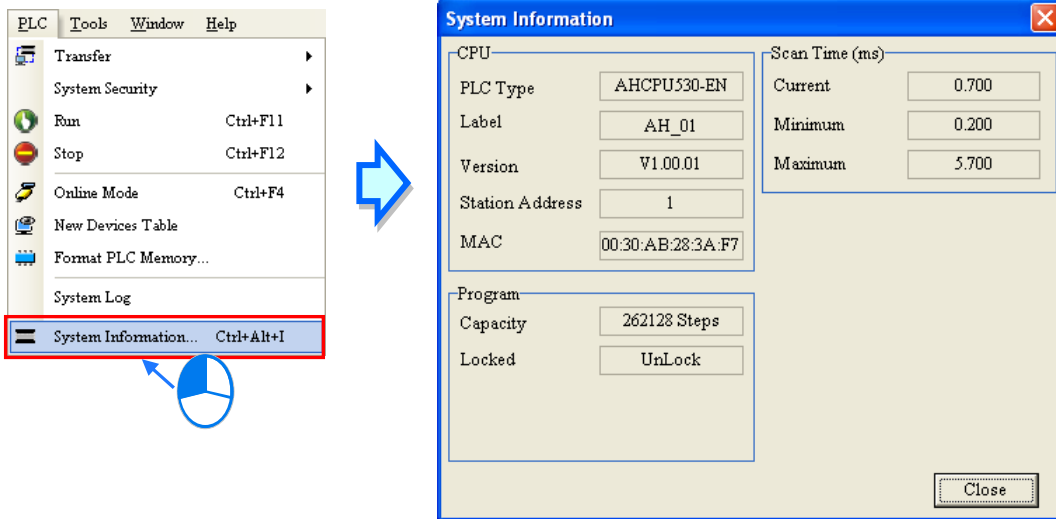 PLC Tools Window Help
Transfer
System Security
Run Ctrl+F11
Stop Ctrl+F12
Online Mode Ctrl+F4
New Devices Table
Format PLC Memory...
System Log
System Information... Ctrl+Alt+I
System Information
CPU
PLC Type AHCPU530-EN
Label AH_01
Version V1.00.01
Station Address 1
MAC 00:30:AB:28:3A:F7
Program
Capacity 262128 Steps
Locked UnLock
Scan Time (ms)
Current 0.700
Minimum 0.200
Maximum 5.700
Close